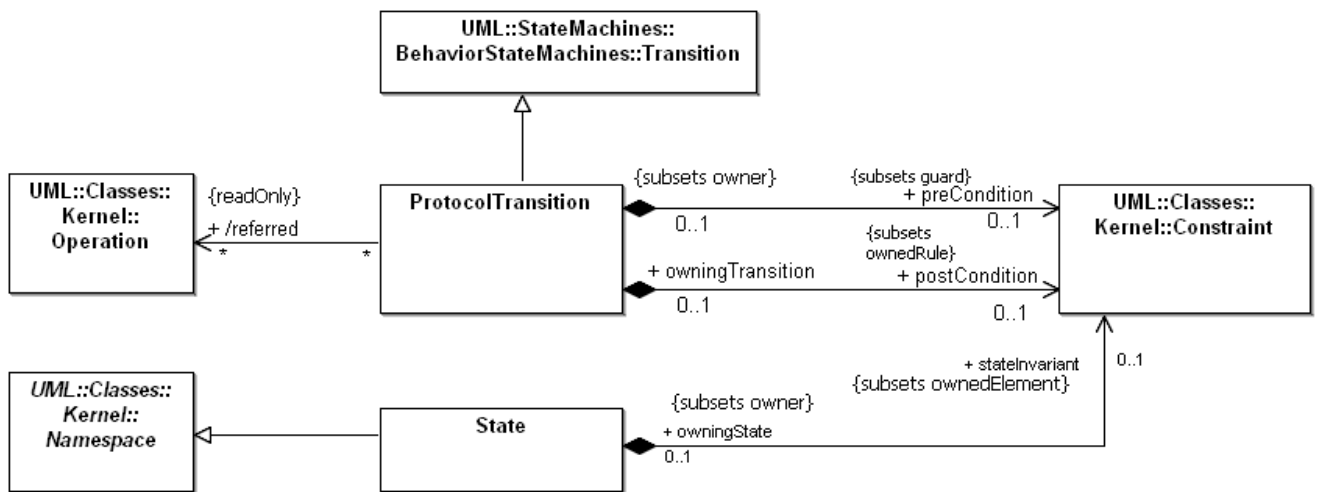 UML::StateMachines::
BehaviorStateMachines::Transition
UML::Classes::
Kernel::
Operation
{readOnly}
+ /referred
*
*
ProtocolTransition
{subsets owner}
0..1
{subsets guard}
+ preCondition
0..1
UML::Classes::
Kernel::Constraint
+ owningTransition
0..1
{subsets
ownedRule}
+ postCondition
0..1
+ stateInvariant
0..1
{subsets ownedElement}
UML::Classes::
Kernel::
Namespace
State
{subsets owner}
+ owningState
0..1